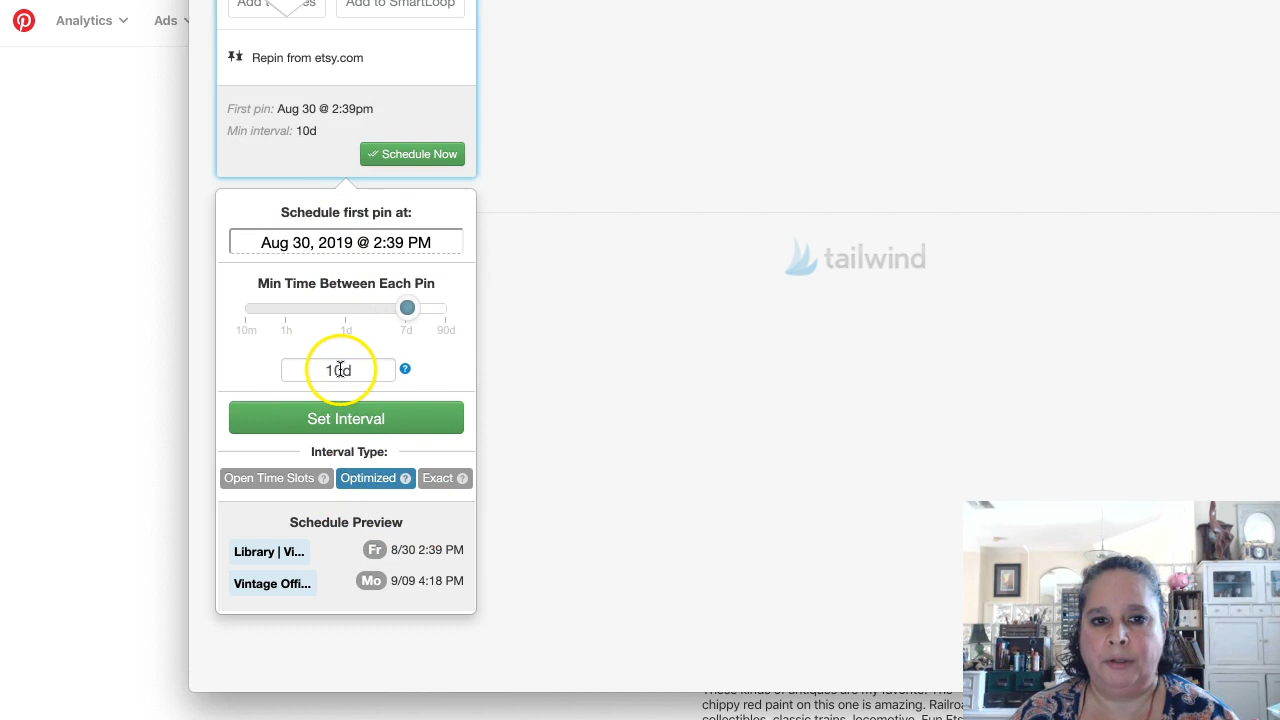 Analytics
Ads
Add to SmartLoop
Repin from etsy.com
First pin: Aug 30 @ 2:39pm
Min interval: 10d
Schedule Now
Schedule first pin at:
Aug 30, 2019 @ 2:39 PM
Min Time Between Each Pin
10m 1h 1d 7d 90d
10d
?
Set Interval
Interval Type:
Open Time Slots ? Optimized ? Exact ?
Schedule Preview
Library | Vi... Fr 8/30 2:39 PM
Vintage Offi... Mo 9/09 4:18 PM
tailwind
These kinds of antiques are my favorite! The
chippy red paint on this one is amazing. Railroa
collectibles, classic trains, locomotive, Fun Ets